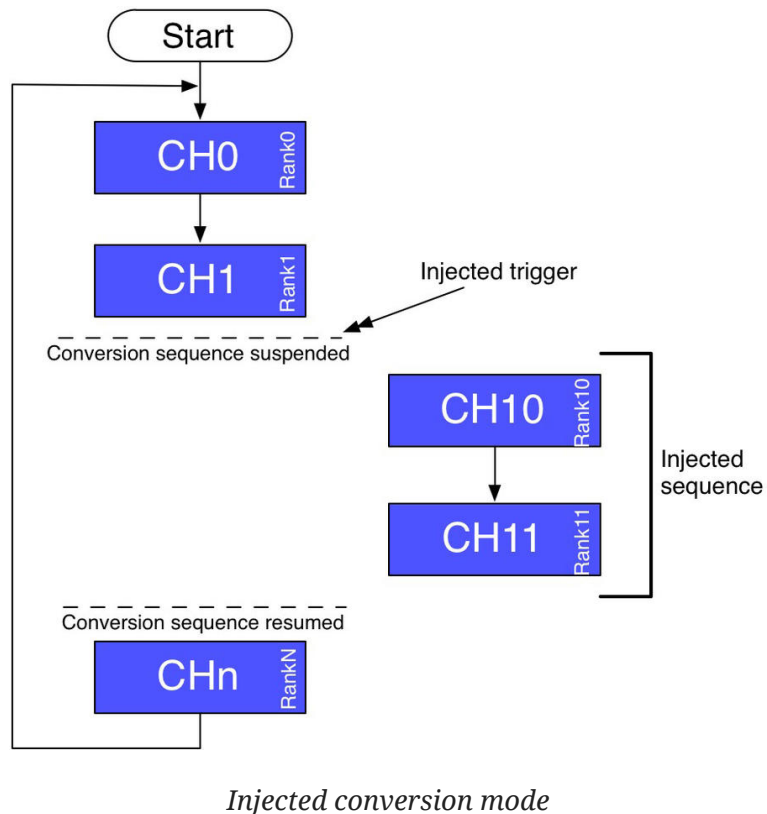 Start
CH0
Rank0
CH1
Rank1
Injected trigger
Conversion sequence suspended
CH10
Rank10
CH11
Rank11
Injected
sequence
Conversion sequence resumed
CHn
RankN
Injected conversion mode